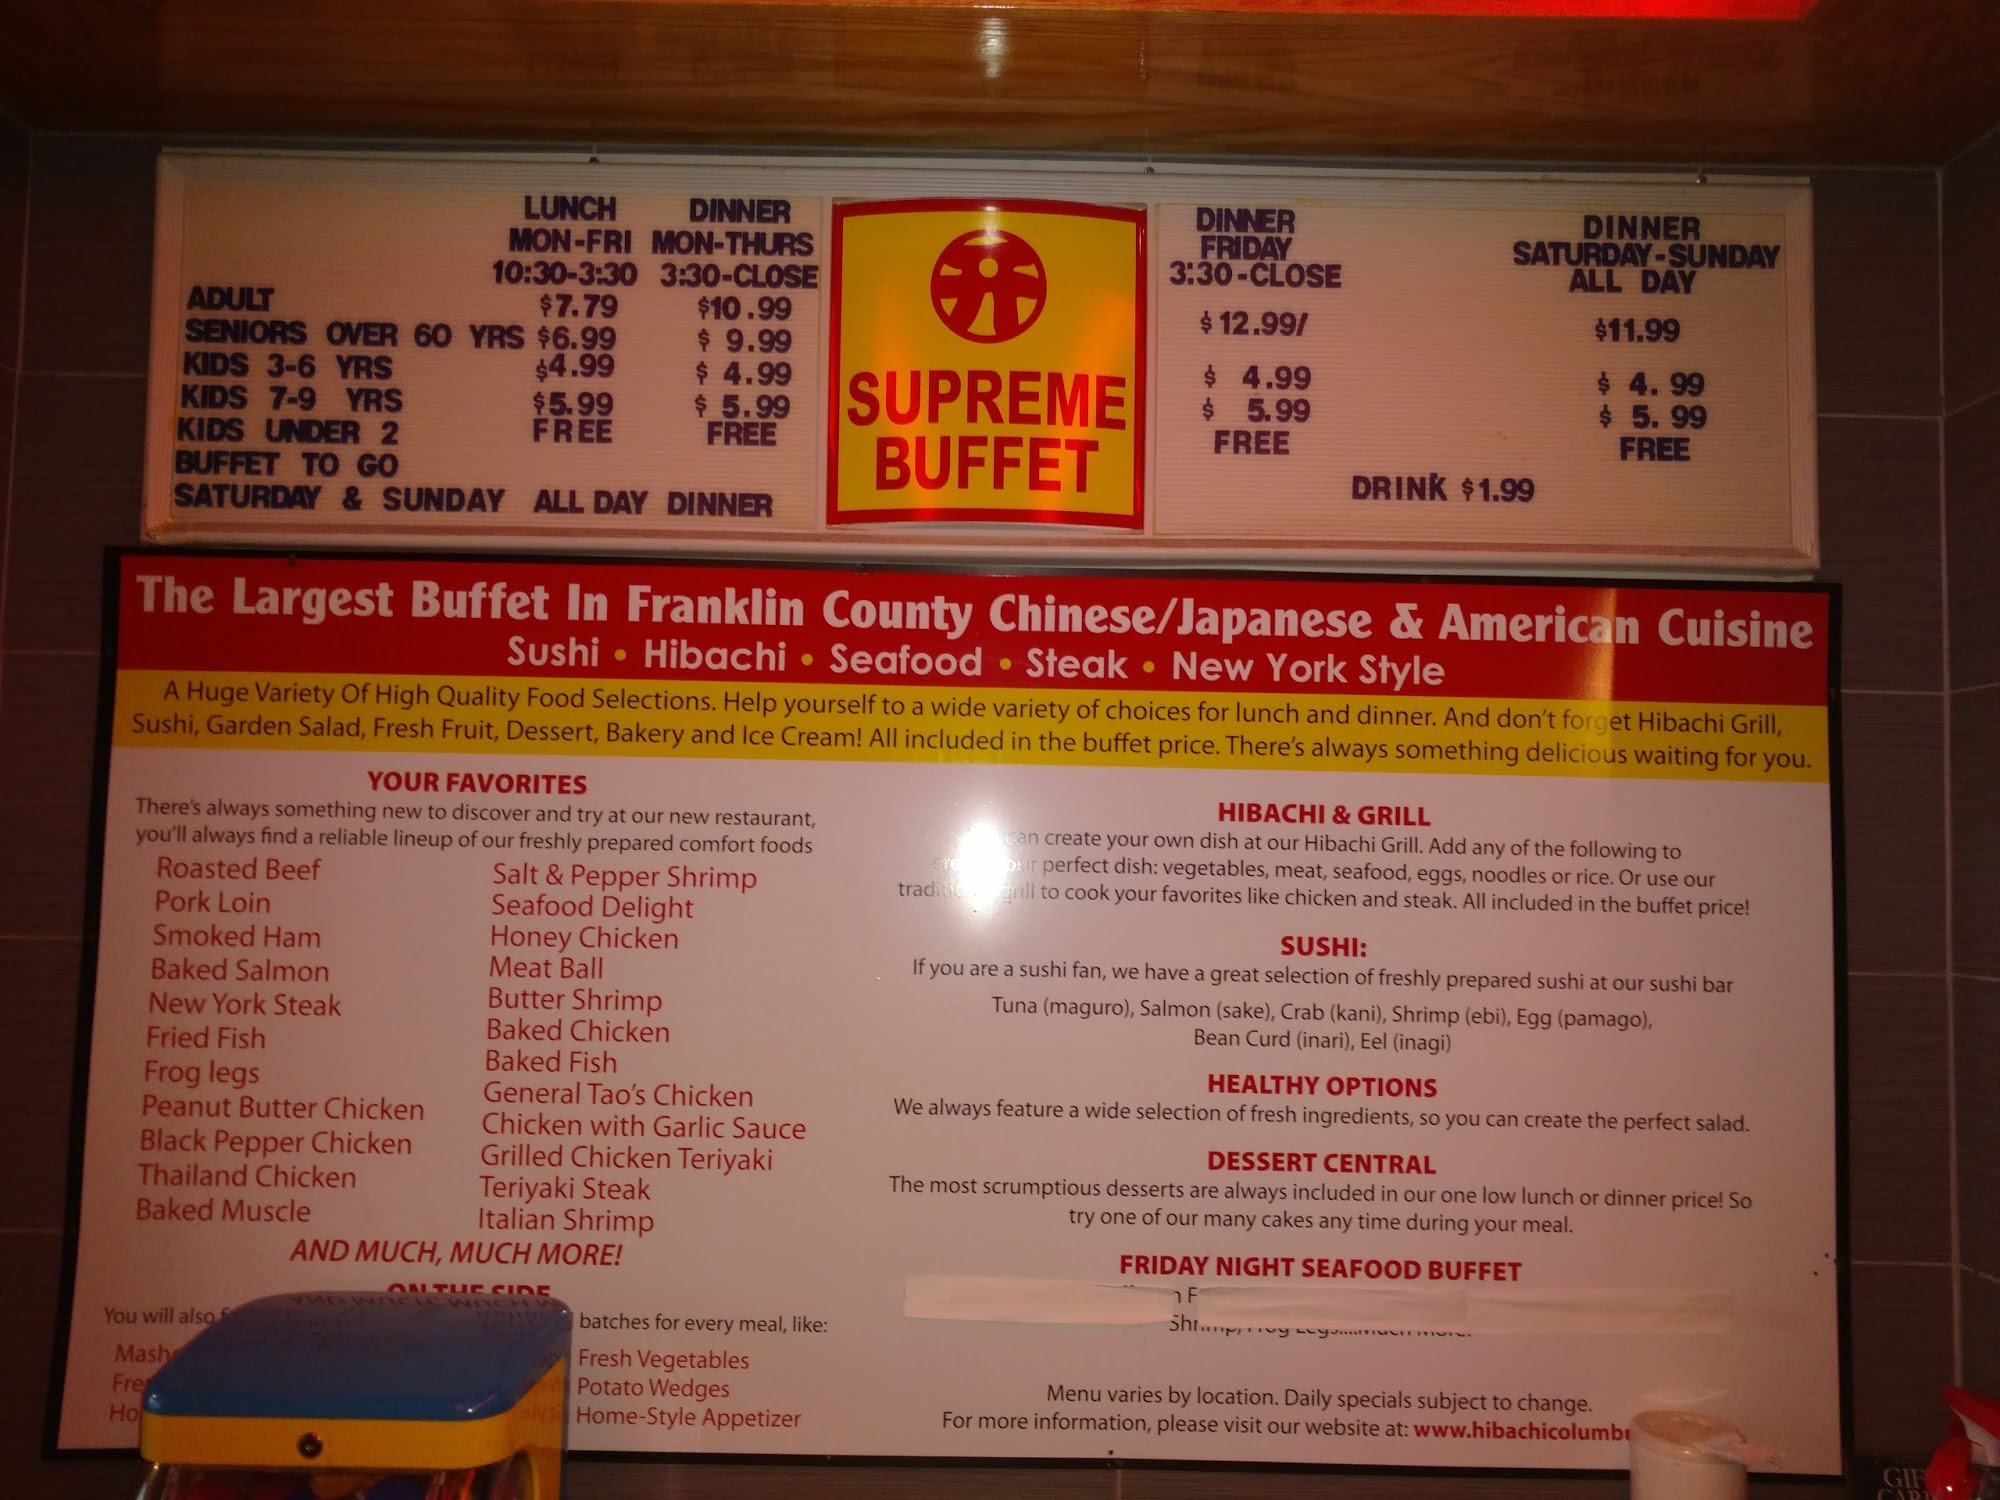 LUNCH DINNER
MON-FRI MON-THURS
10:30-3:30 3:30-CLOSE
ADULT $7.79 $10.99
SENIORS OVER 60 YRS $6.99 $ 9.99
KIDS 3-6 YRS $4.99 $ 4.99
KIDS 7-9 YRS $5.99 $ 5.99
KIDS UNDER 2 FREE FREE
BUFFET TO GO
SATURDAY & SUNDAY ALL DAY DINNER
SUPREME
BUFFET
DINNER
FRIDAY
3:30-CLOSE
$ 12.99/
$ 4.99
$ 5.99
FREE
DINNER
SATURDAY-SUNDAY
ALL DAY
$11.99
$ 4. 99
$ 5. 99
FREE
DRINK $1.99
The Largest Buffet In Franklin County Chinese/Japanese & American Cuisine
Sushi • Hibachi • Seafood • Steak • New York Style
A Huge Variety Of High Quality Food Selections. Help yourself to a wide variety of choices for lunch and dinner. And don't forget Hibachi Grill,
Sushi, Garden Salad, Fresh Fruit, Dessert, Bakery and Ice Cream! All included in the buffet price. There's always something delicious waiting for you.
YOUR FAVORITES
There's always something new to discover and try at our new restaurant,
you'll always find a reliable lineup of our freshly prepared comfort foods
Roasted Beef
Pork Loin
Smoked Ham
Baked Salmon
New York Steak
Fried Fish
Frog legs
Peanut Butter Chicken
Black Pepper Chicken
Thailand Chicken
Baked Muscle
Salt & Pepper Shrimp
Seafood Delight
Honey Chicken
Meat Ball
Butter Shrimp
Baked Chicken
Baked Fish
General Tao's Chicken
Chicken with Garlic Sauce
Grilled Chicken Teriyaki
Teriyaki Steak
Italian Shrimp
AND MUCH, MUCH MORE!
ON THE SIDE
You will also batches for every meal, like:
Fresh Vegetables
Potato Wedges
Home-Style Appetizer
HIBACHI & GRILL
can create your own dish at our Hibachi Grill. Add any of the following to
perfect dish: vegetables, meat, seafood, eggs, noodles or rice. Or use our
grill to cook your favorites like chicken and steak. All included in the buffet price!
SUSHI:
If you are a sushi fan, we have a great selection of freshly prepared sushi at our sushi bar
Tuna (maguro), Salmon (sake), Crab (kani), Shrimp (ebi), Egg (pamago),
Bean Curd (inari), Eel (inagi)
HEALTHY OPTIONS
We always feature a wide selection of fresh ingredients, so you can create the perfect salad.
DESSERT CENTRAL
The most scrumptious desserts are always included in our one low lunch or dinner price! So
try one of our many cakes any time during your meal.
FRIDAY NIGHT SEAFOOD BUFFET
Shrimp, Frog Legs....Much More!
Menu varies by location. Daily specials subject to change.
For more information, please visit our website at: www.hibachicolumbu